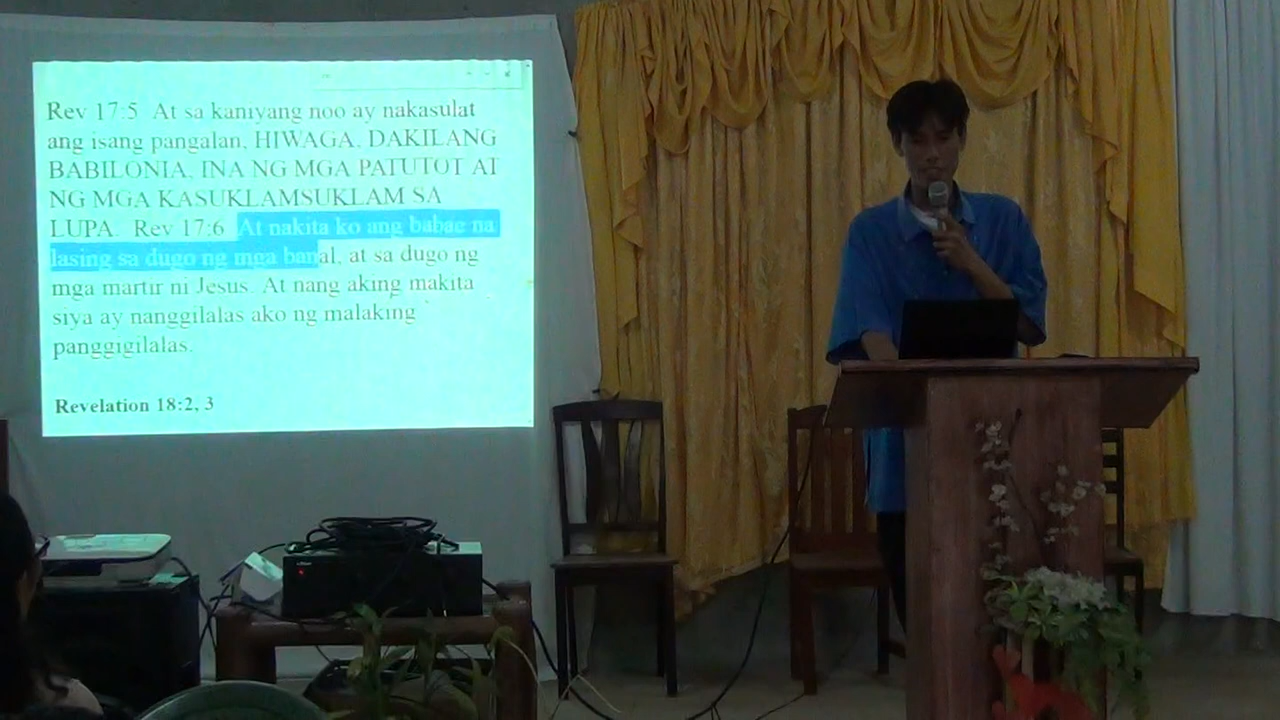 Rev 17:5 At sa kaniyang noo ay nakasulat
ang isang pangalan, HIWAGA, DAKILANG
BABILONIA, INA NG MGA PATUTOT AT
NG MGA KASUKLAMSUKLAM SA
LUPA. Rev 17:6 At nakita ko ang babae na
lasing sa dugo ng mga banal, at sa dugo ng
mga martir ni Jesus. At nang aking makita
siya ay nanggilalas ako ng malaking
panggigilalas.
Revelation 18:2, 3